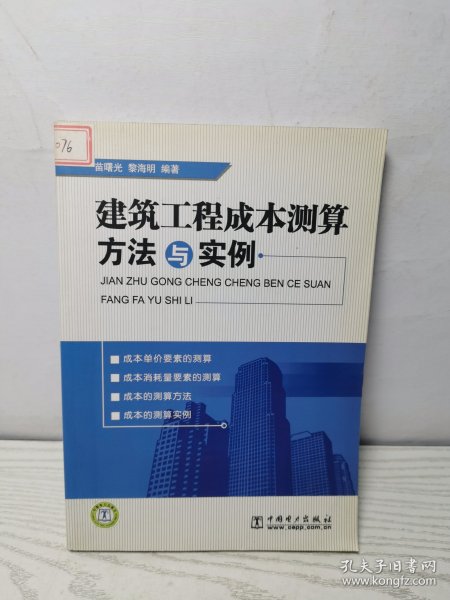 076
苗曙光 黎海明 编著
建筑工程成本测算
方法与实例
JIAN ZHU GONG CHENG CHENG BEN CE SUAN
FANG FA YU SHI LI
成本单价要素的测算
成本消耗量要素的测算
成本的测算方法
成本的测算实例
中国电力出版社
www.cepp.com.cn
孔夫子旧书网
www.kongfz.com